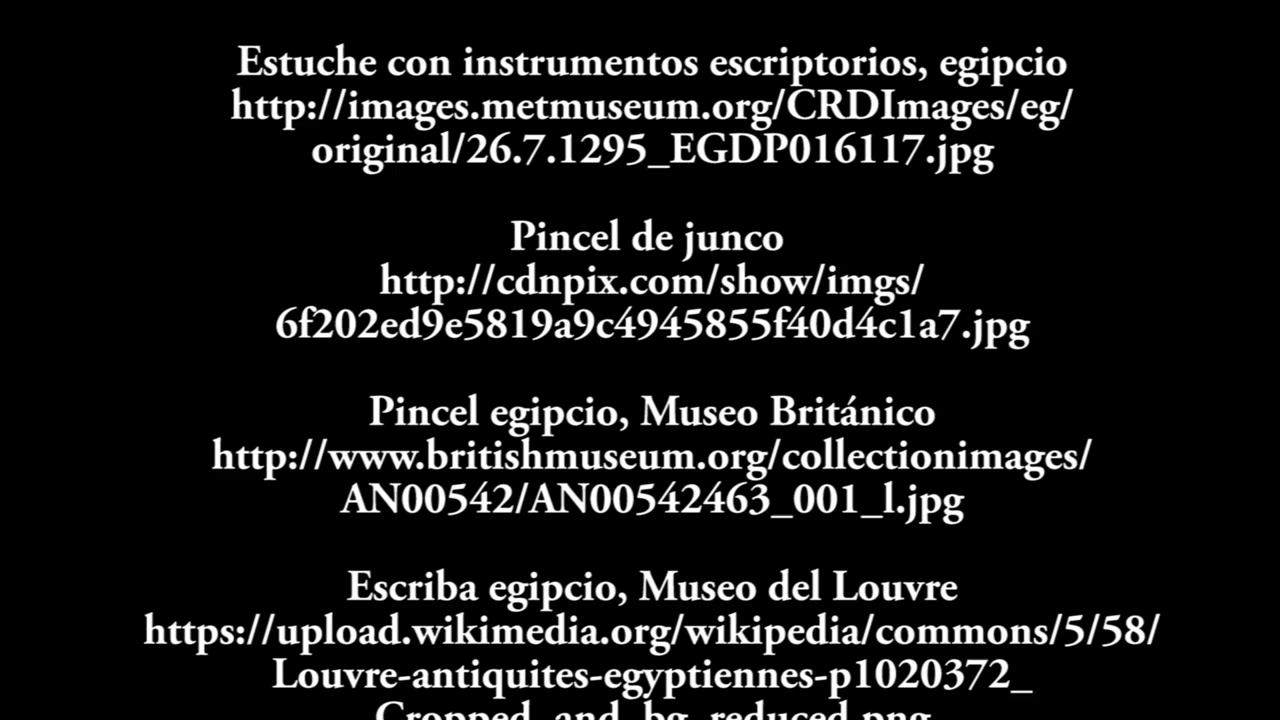 Estuche con instrumentos escriptorios, egipcio
http://images.metmuseum.org/CRDImages/eg/
original/26.7.1295_EGDP016117.jpg
Pincel de junco
http://cdnpix.com/show/imgs/
6f202ed9e5819a9c4945855f40d4c1a7.jpg
Pincel egipcio, Museo Británico
http://www.britishmuseum.org/collectionimages/
AN00542/AN00542463_001_l.jpg
Escriba egipcio, Museo del Louvre
https://upload.wikimedia.org/wikipedia/commons/5/58/
Louvre-antiquites-egyptiennes-p1020372_
Cropped_and_bg_reduced.png